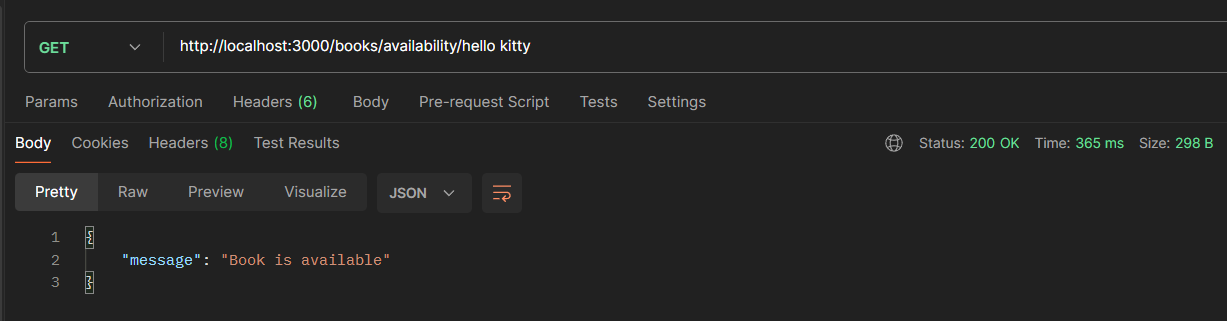 GET http://localhost:3000/books/availability/hello kitty
Params Authorization Headers (6) Body Pre-request Script Tests Settings
Body Cookies Headers (8) Test Results Status: 200 OK Time: 365 ms Size: 298 B
Pretty Raw Preview Visualize JSON
1 {
2 "message": "Book is available"
3 }